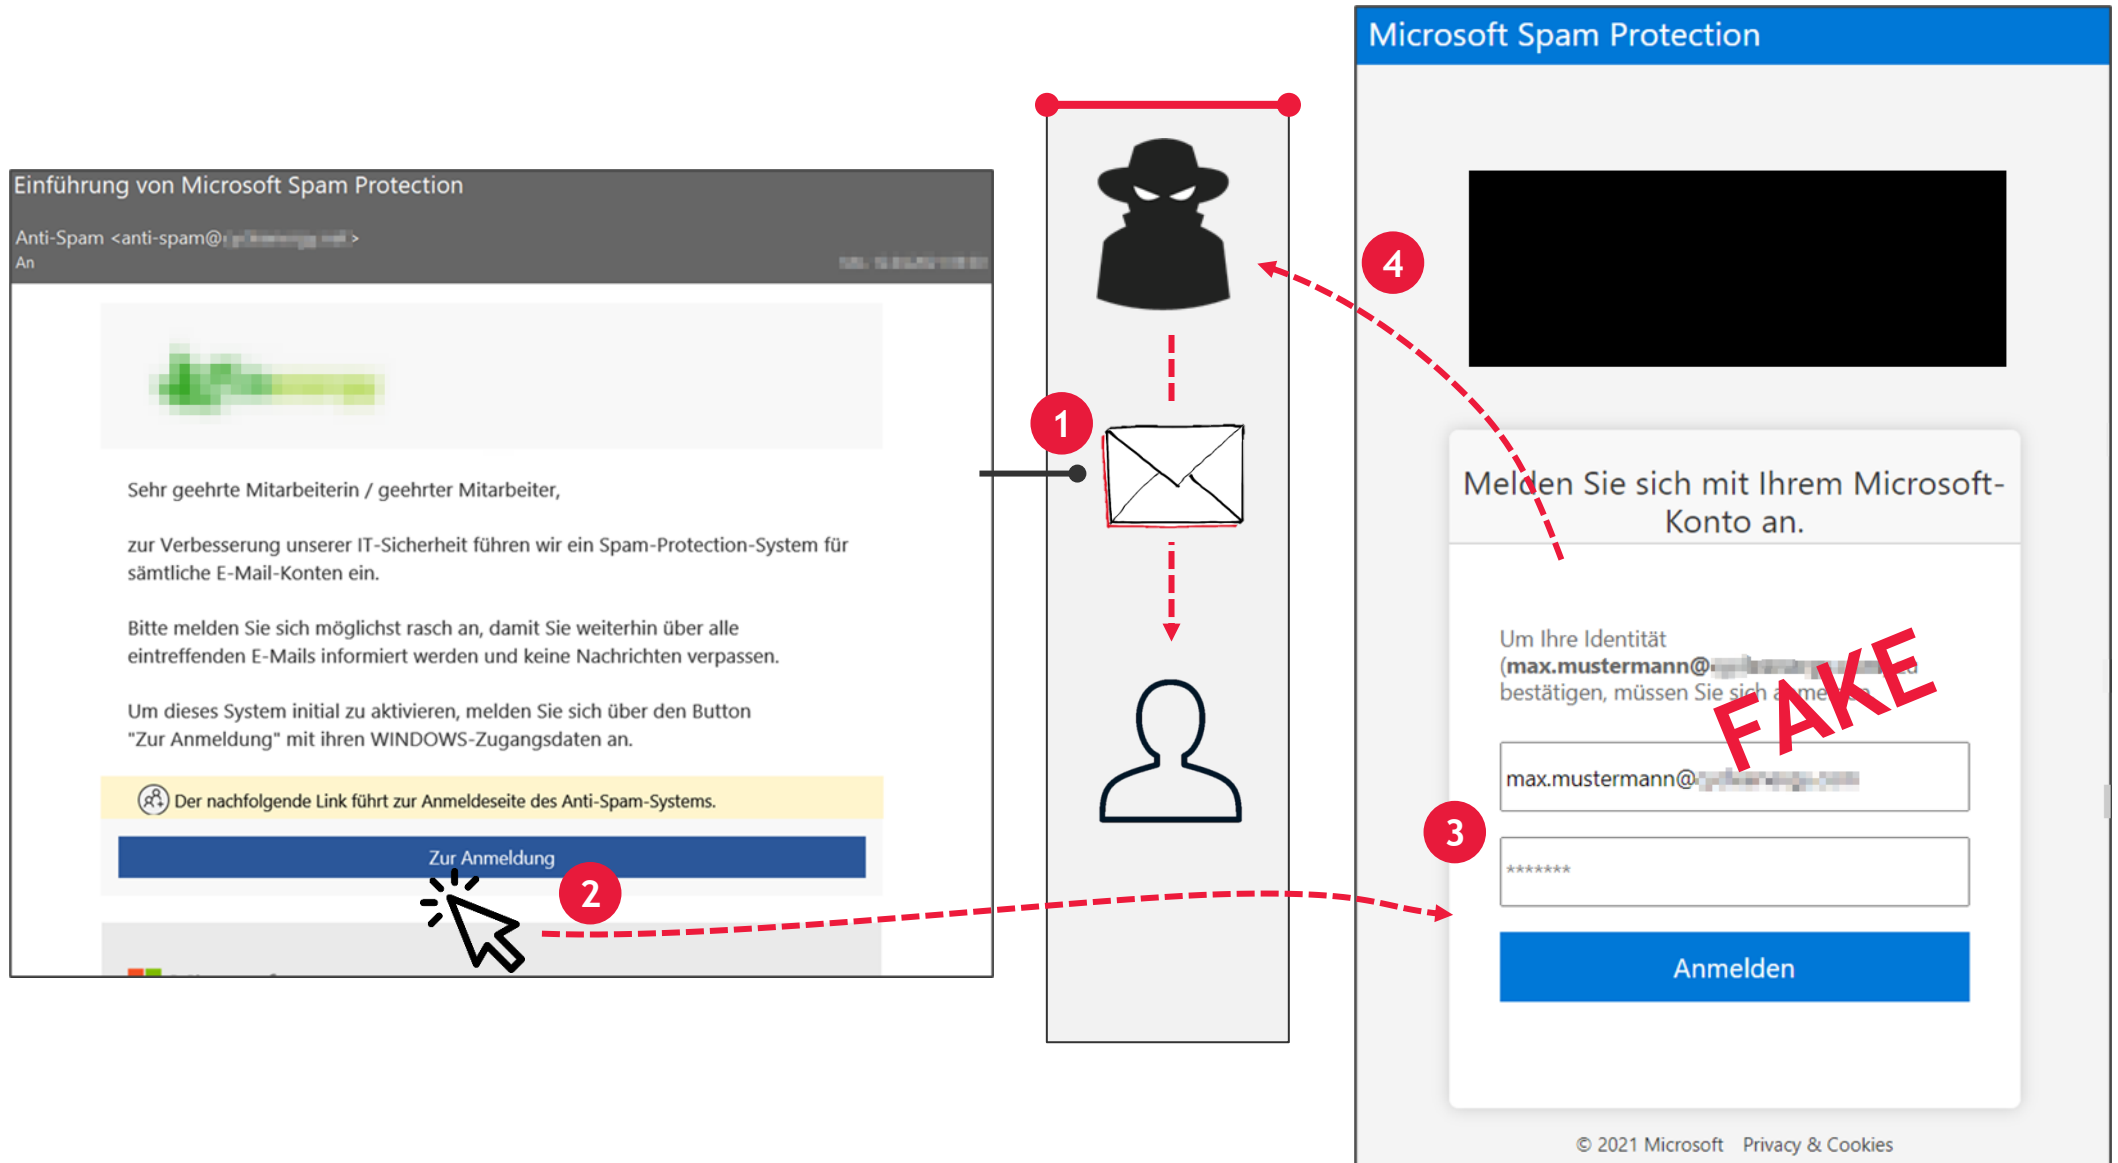 Einführung von Microsoft Spam Protection
Anti-Spam <anti-spam@ >
An
Sehr geehrte Mitarbeiterin / geehrter Mitarbeiter,
zur Verbesserung unserer IT-Sicherheit führen wir ein Spam-Protection-System für
sämtliche E-Mail-Konten ein.
Bitte melden Sie sich möglichst rasch an, damit Sie weiterhin über alle
eintreffenden E-Mails informiert werden und keine Nachrichten verpassen.
Um dieses System initial zu aktivieren, melden Sie sich über den Button
"Zur Anmeldung" mit ihren WINDOWS-Zugangsdaten an.
Der nachfolgende Link führt zur Anmeldeseite des Anti-Spam-Systems.
Zur Anmeldung
2
1
4
Microsoft Spam Protection
Melden Sie sich mit Ihrem Microsoft-
Konto an.
Um Ihre Identität
(max.mustermann@
bestätigen, müssen Sie sich
FAKE
max.mustermann@
3
*******
Anmelden
© 2021 Microsoft Privacy & Cookies